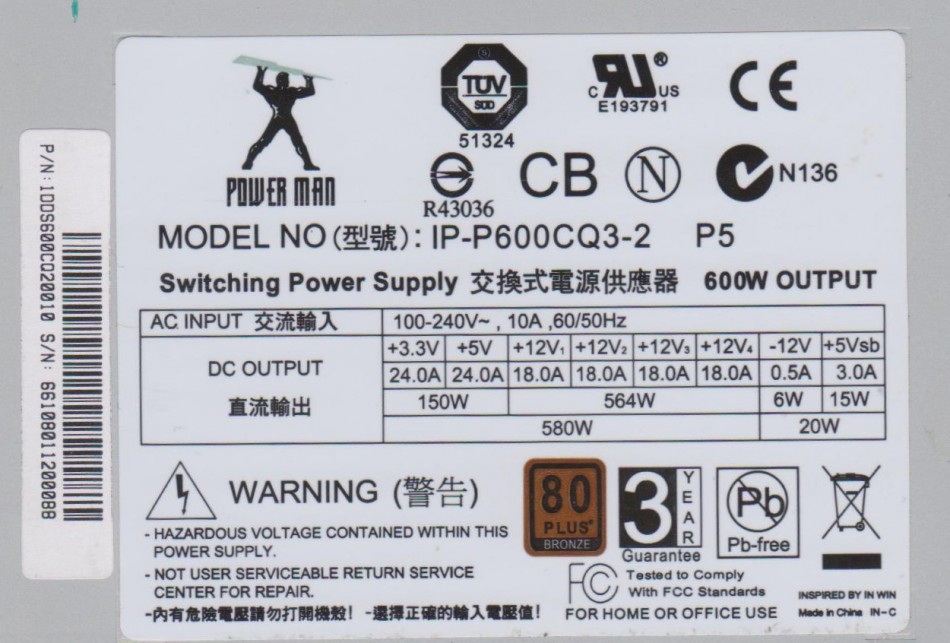 POWER MAN
TUV
SUD
51324
C RU US ®
E193791
CE
R43036
CB
N
N136
MODEL NO (型號): IP-P600CQ3-2 P5
Switching Power Supply 交換式電源供應器 600W OUTPUT
AC INPUT 交流輸入 100-240V~ , 10A ,60/50Hz
DC OUTPUT 直流輸出
+3.3V +5V +12V₁ +12V₂ +12V₃ +12V₄ -12V +5Vsb
24.0A 24.0A 18.0A 18.0A 18.0A 18.0A 0.5A 3.0A
150W 564W 6W 15W
580W 20W
WARNING (警告)
- HAZARDOUS VOLTAGE CONTAINED WITHIN THIS
POWER SUPPLY.
- NOT USER SERVICEABLE RETURN SERVICE
CENTER FOR REPAIR.
-內有危險電壓請勿打開機殼! -選擇正確的輸入電壓值!
80
PLUS®
BRONZE
3 YEAR
Guarantee
Pb
Pb-free
FC Tested to Comply
With FCC Standards
FOR HOME OR OFFICE USE
INSPIRED BY IN WIN
Made in China IN-C
P/N:1DDS600CQ20010 S/N: 66108011200088